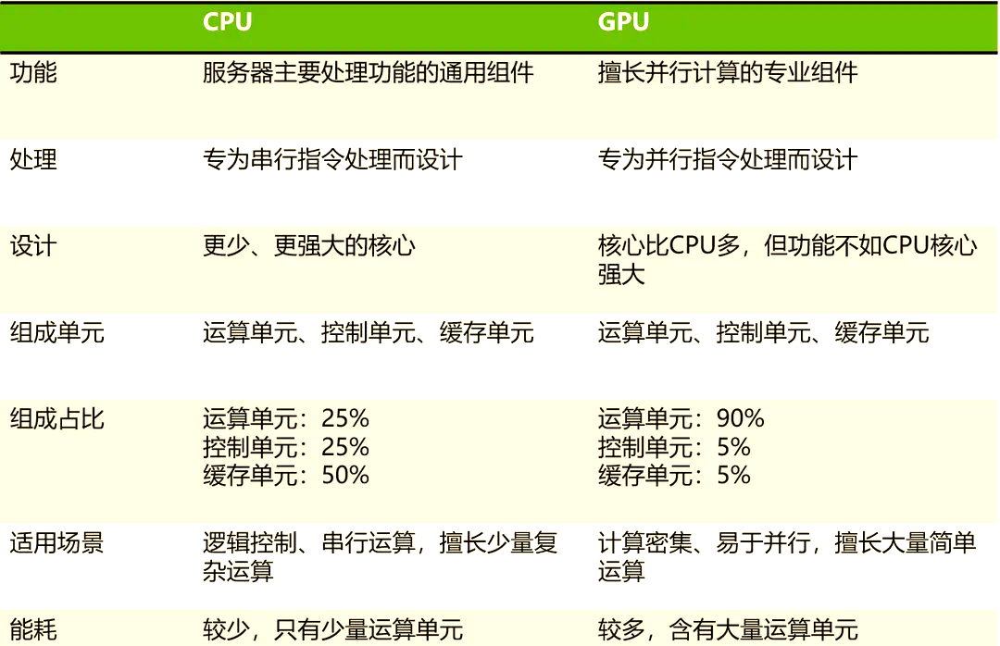 CPU GPU
功能 服务器主要处理功能的通用组件 擅长并行计算的专业组件
处理 专为串行指令处理而设计 专为并行指令处理而设计
设计 更少、更强大的核心 核心比CPU多，但功能不如CPU核心
强大
组成单元 运算单元、控制单元、缓存单元 运算单元、控制单元、缓存单元
组成占比 运算单元：25% 运算单元：90%
控制单元：25% 控制单元：5%
缓存单元：50% 缓存单元：5%
适用场景 逻辑控制、串行运算，擅长少量复 计算密集、易于并行，擅长大量简单
杂运算 运算
能耗 较少，只有少量运算单元 较多，含有大量运算单元